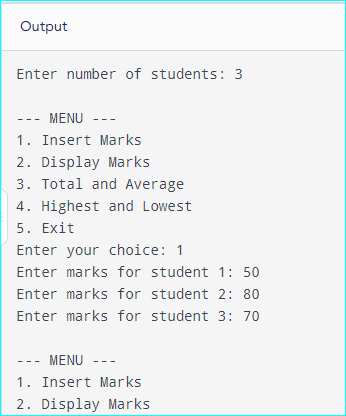 Output
Enter number of students: 3
--- MENU ---
1. Insert Marks
2. Display Marks
3. Total and Average
4. Highest and Lowest
5. Exit
Enter your choice: 1
Enter marks for student 1: 50
Enter marks for student 2: 80
Enter marks for student 3: 70
--- MENU ---
1. Insert Marks
2. Display Marks